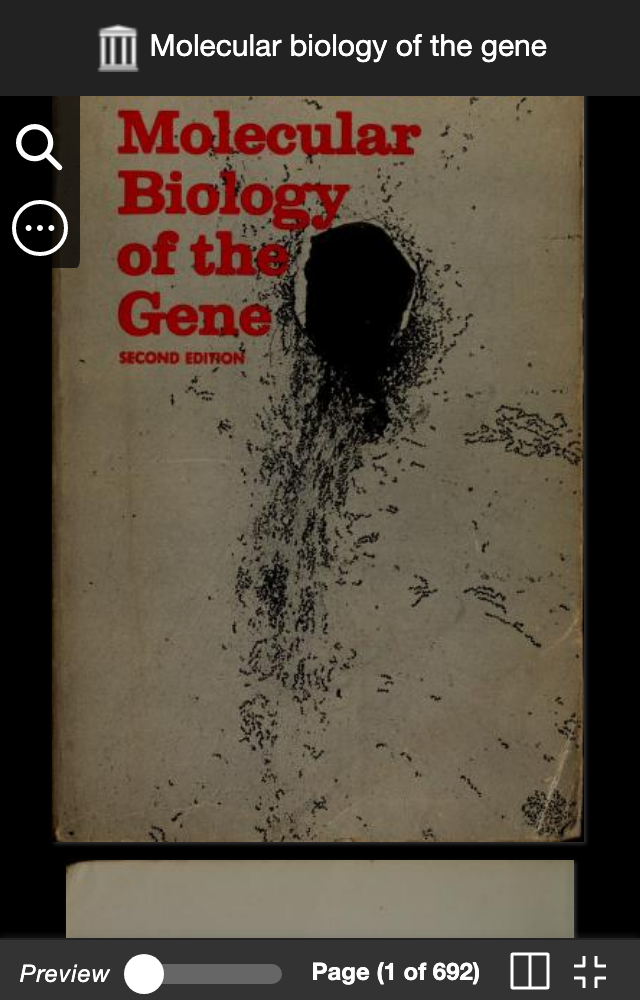 Molecular biology of the gene
Molecular
Biology
of the
Gene
SECOND EDITION
Preview
Page (1 of 692)